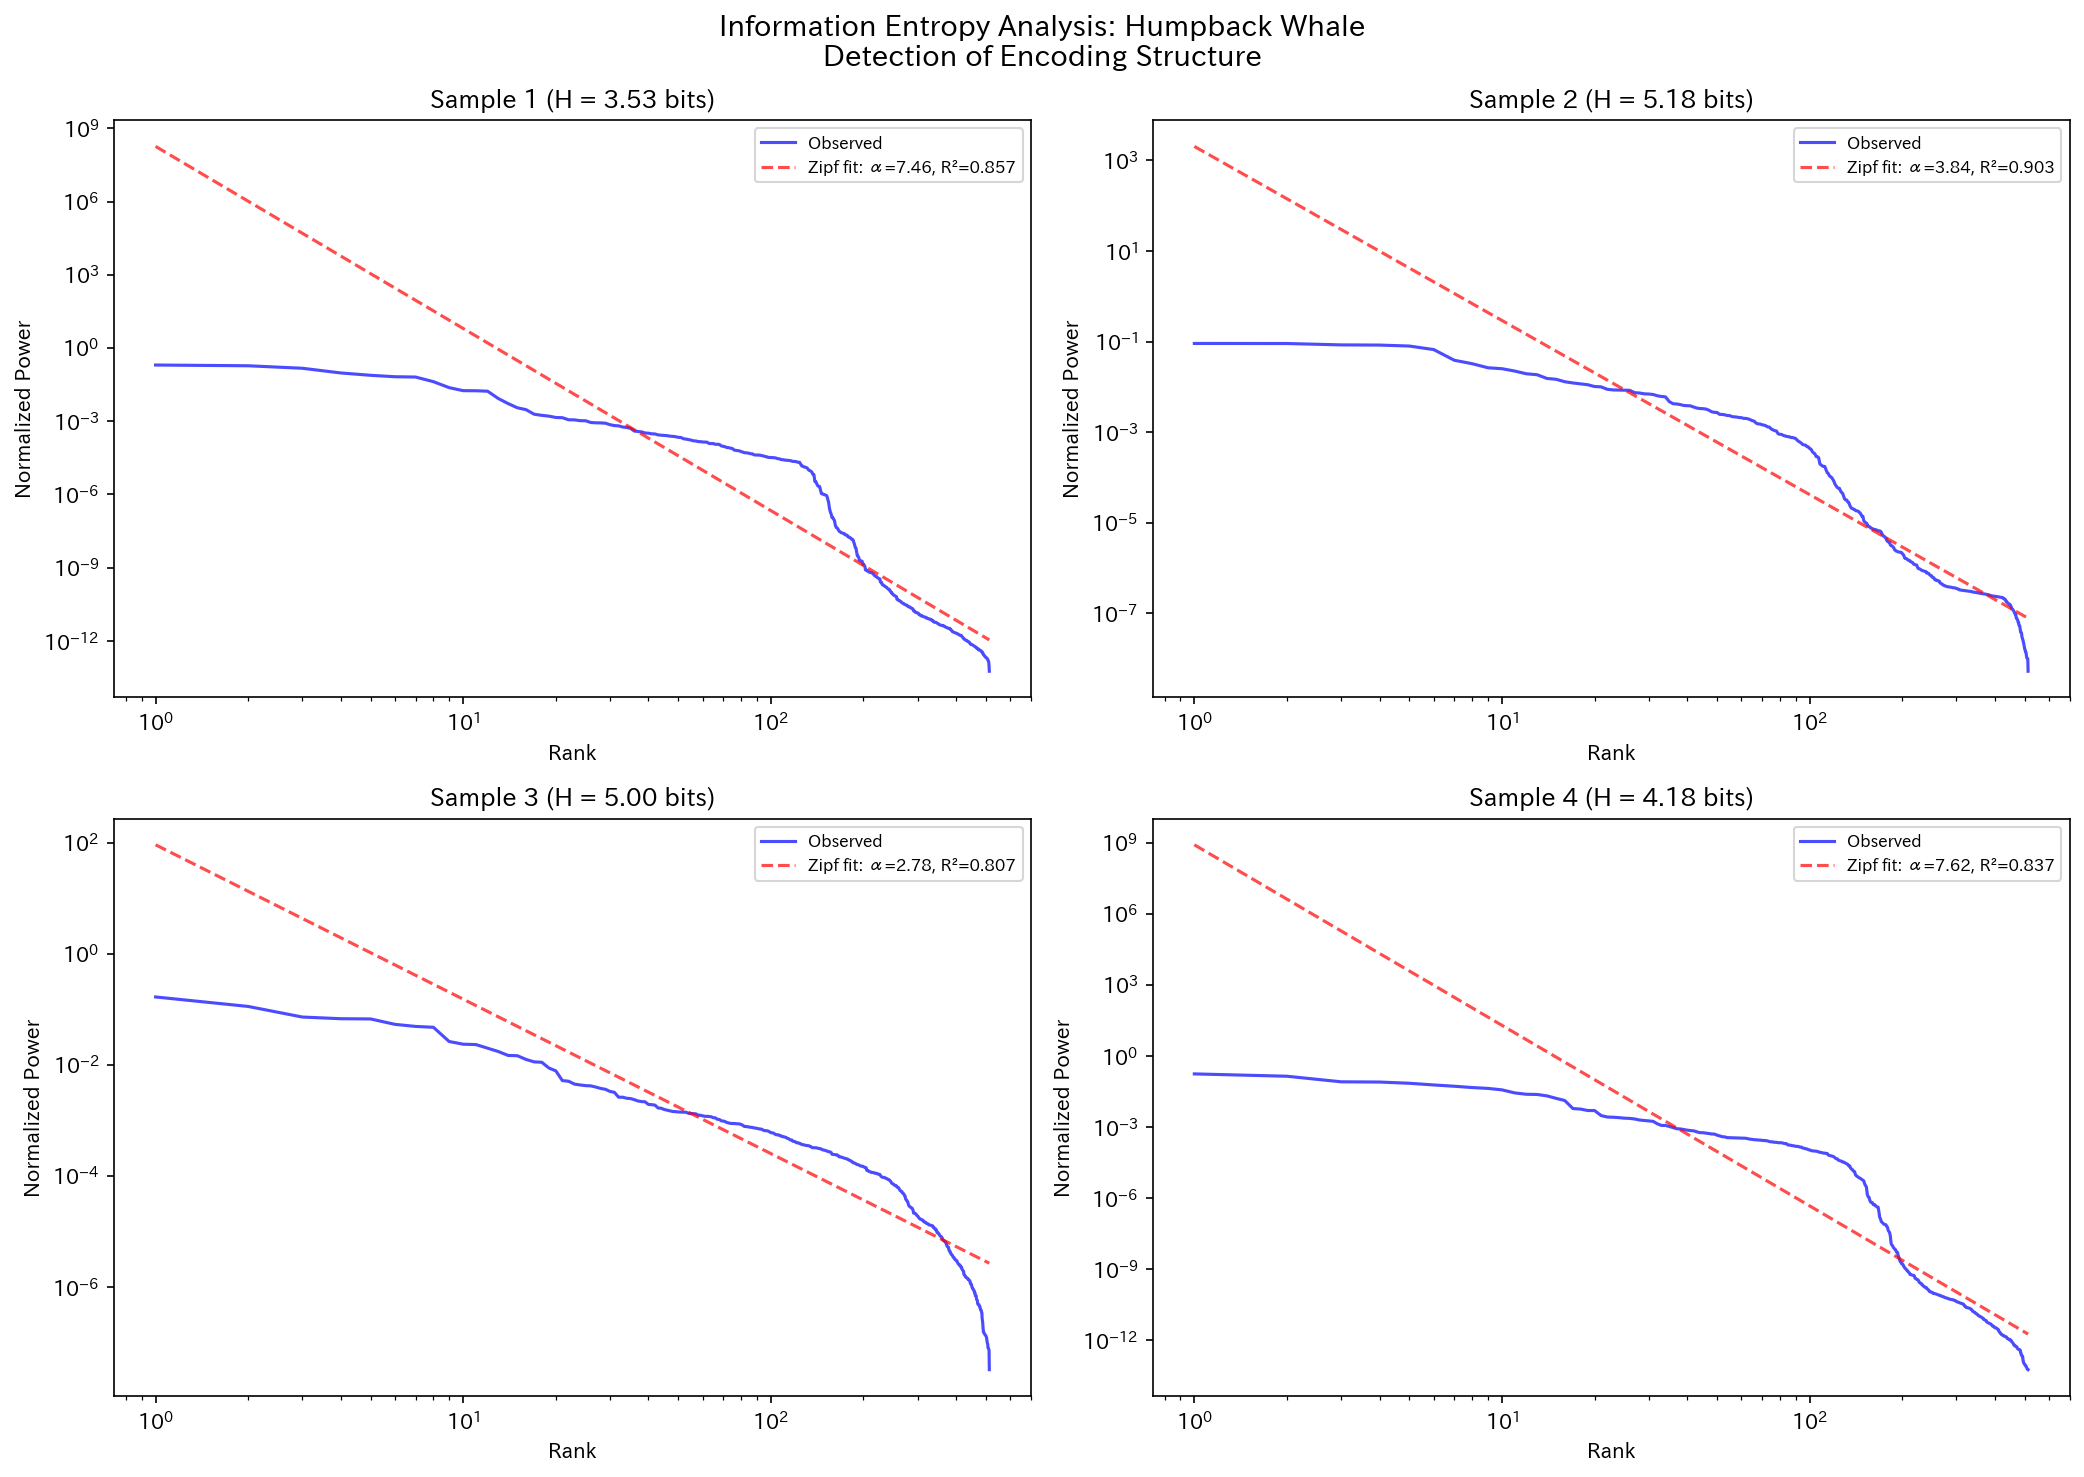 Information Entropy Analysis: Humpback Whale
Detection of Encoding Structure
Sample 1 (H = 3.53 bits)
Observed
Zipf fit: α=7.46, R²=0.857
10⁹
10⁶
10³
10⁰
10⁻³
10⁻⁶
10⁻⁹
10⁻¹²
Normalized Power
10⁰ 10¹ 10²
Rank
Sample 2 (H = 5.18 bits)
Observed
Zipf fit: α=3.84, R²=0.903
10³
10¹
10⁻¹
10⁻³
10⁻⁵
10⁻⁷
Normalized Power
10⁰ 10¹ 10²
Rank
Sample 3 (H = 5.00 bits)
Observed
Zipf fit: α=2.78, R²=0.807
10²
10⁰
10⁻²
10⁻⁴
10⁻⁶
Normalized Power
10⁰ 10¹ 10²
Rank
Sample 4 (H = 4.18 bits)
Observed
Zipf fit: α=7.62, R²=0.837
10⁹
10⁶
10³
10⁰
10⁻³
10⁻⁶
10⁻⁹
10⁻¹²
Normalized Power
10⁰ 10¹ 10²
Rank